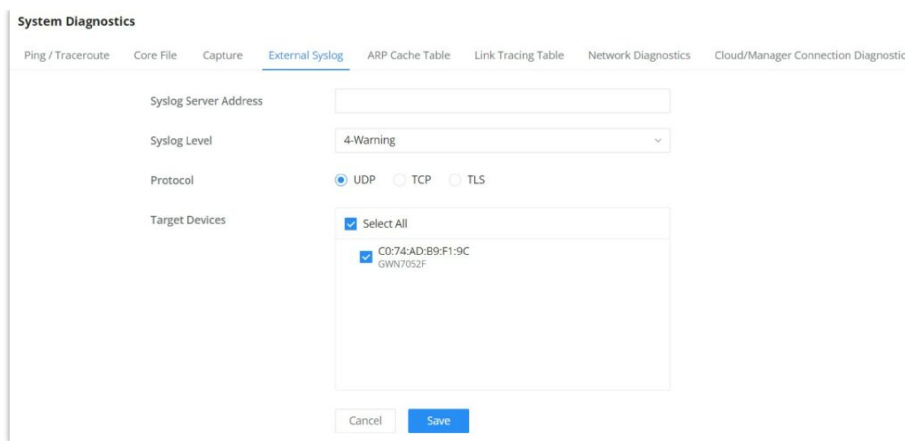 System Diagnostics
Ping / Traceroute Core File Capture External Syslog ARP Cache Table Link Tracing Table Network Diagnostics Cloud/Manager Connection Diagnostic
Syslog Server Address
Syslog Level 4-Warning
Protocol UDP TCP TLS
Target Devices Select All
C0:74:AD:B9:F1:9C
GWN7052F
Cancel Save